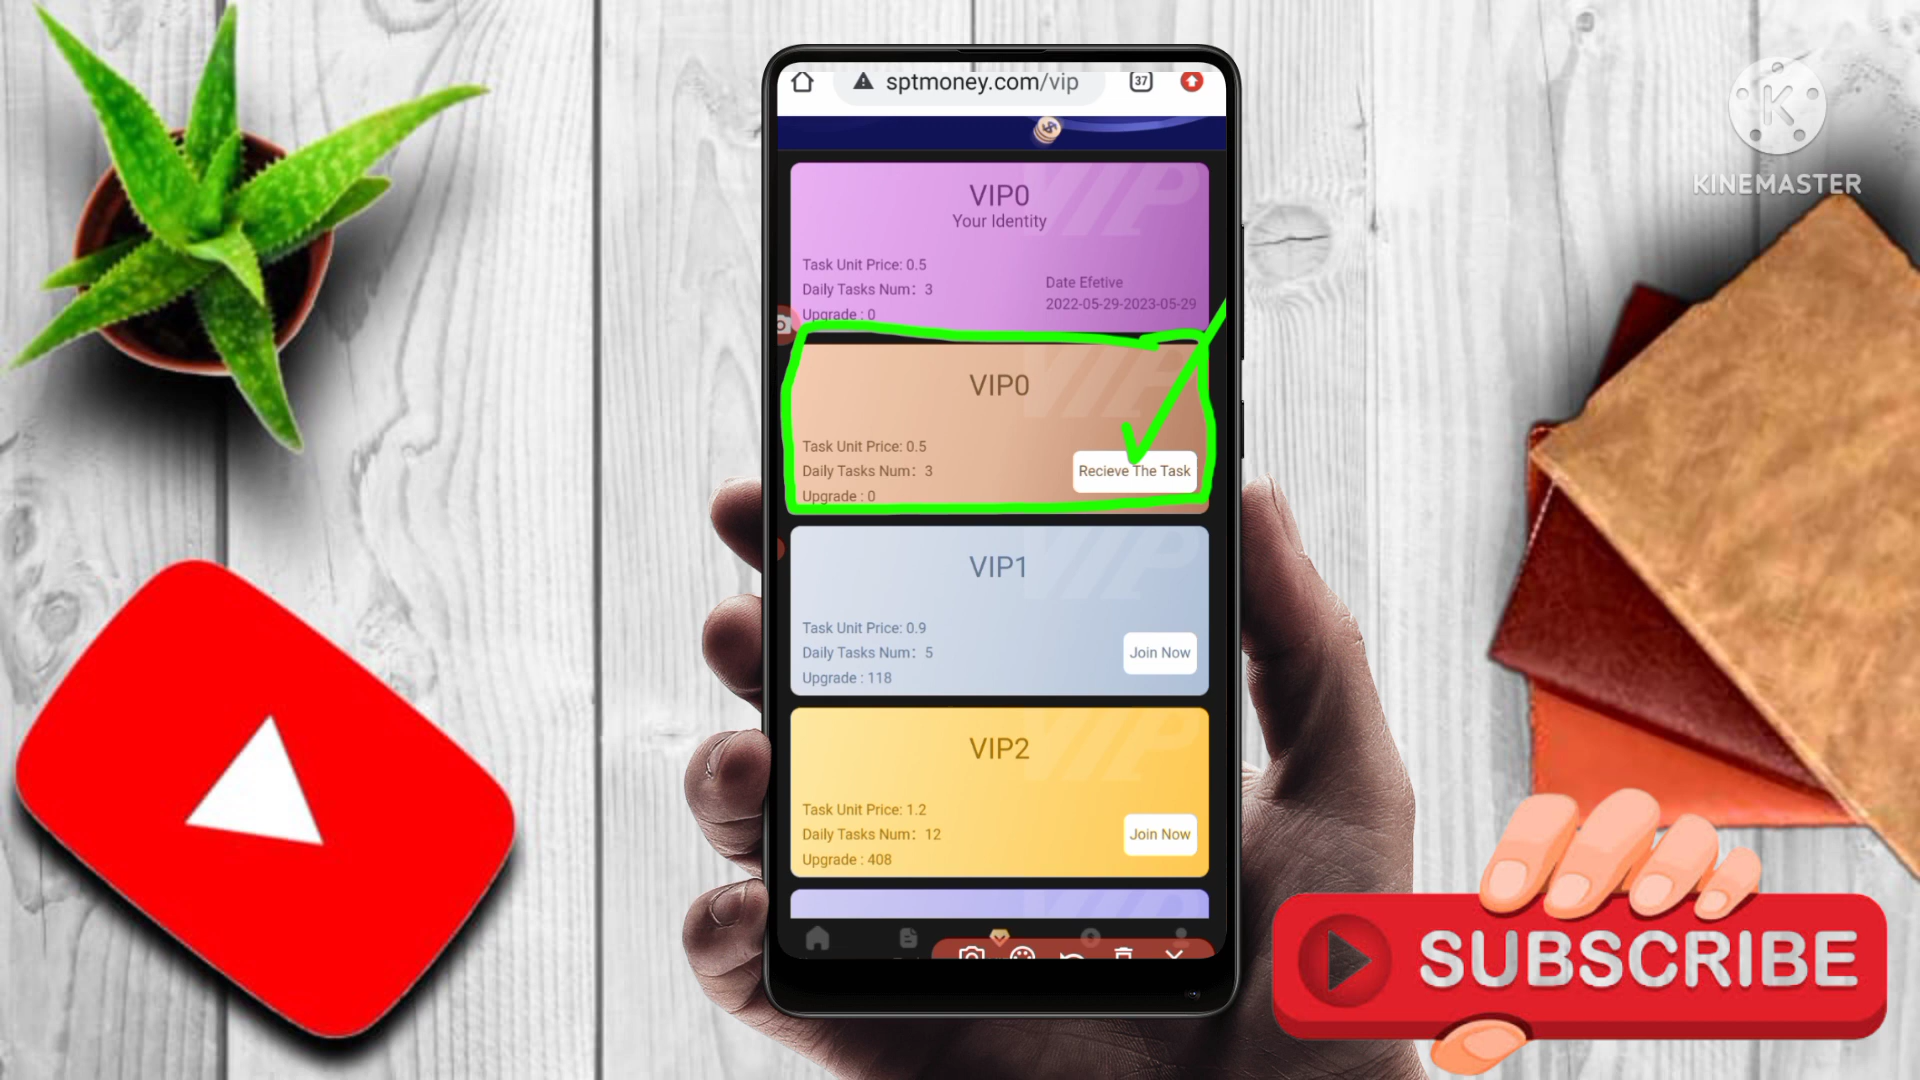 sptmoney.com/vip
37
KINEMASTER
VIP0
Your Identity
Task Unit Price: 0.5
Daily Tasks Num: 3
Upgrade : 0
Date Efetive
2022-05-29-2023-05-29
VIP0
Task Unit Price: 0.5
Daily Tasks Num: 3
Upgrade : 0
Recieve The Task
VIP1
Task Unit Price: 0.9
Daily Tasks Num: 5
Upgrade : 118
Join Now
VIP2
Task Unit Price: 1.2
Daily Tasks Num: 12
Upgrade : 408
Join Now
SUBSCRIBE